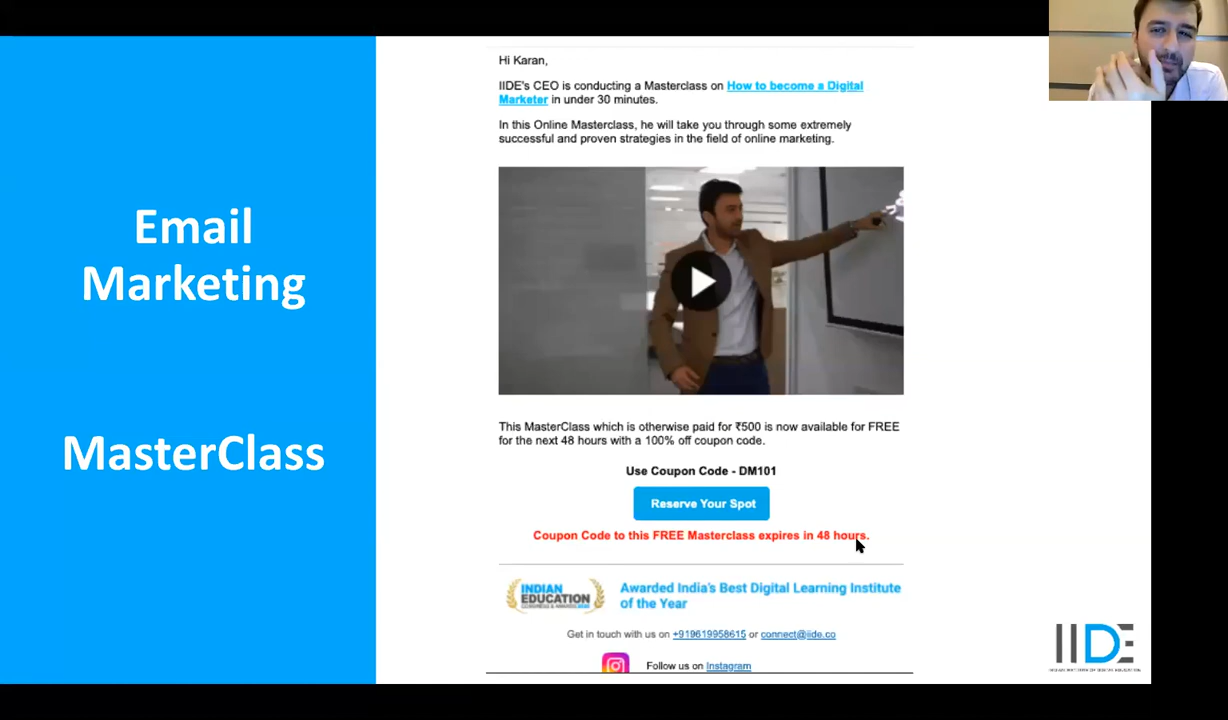 Email
Marketing
MasterClass
Hi Karan,
IIDE's CEO is conducting a Masterclass on How to become a Digital
Marketer in under 30 minutes.
In this Online Masterclass, he will take you through some extremely
successful and proven strategies in the field of online marketing.
This MasterClass which is otherwise paid for ₹500 is now available for FREE
for the next 48 hours with a 100% off coupon code.
Use Coupon Code - DM101
Reserve Your Spot
Coupon Code to this FREE Masterclass expires in 48 hours.
INDIAN
EDUCATION
Awarded India's Best Digital Learning Institute
of the Year
Get in touch with us on +919619958615 or connect@iide.co
Follow us on Instagram
IIDE
INDIAN INSTITUTE OF DIGITAL EDUCATION